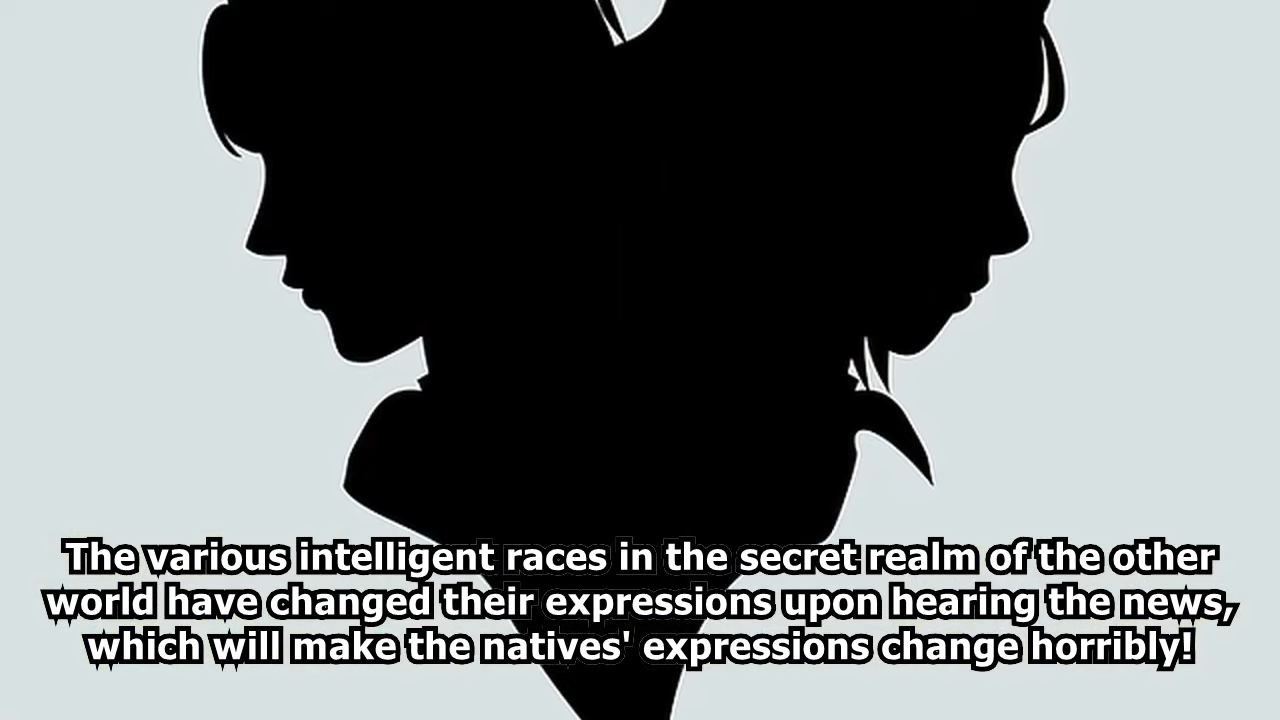 The various intelligent races in the secret realm of the other
world have changed their expressions upon hearing the news,
which will make the natives' expressions change horribly!